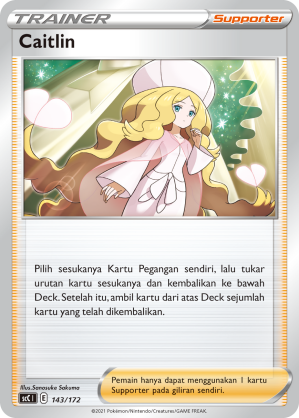 TRAINER
Supporter
Caitlin
Pilih sesukanya Kartu Pegangan sendiri, lalu tukar
urutan kartu sesukanya dan kembalikan ke bawah
Deck. Setelah itu, ambil kartu dari atas Deck sejumlah
kartu yang telah dikembalikan.
Illus. Sanosuke Sakuma
Pemain hanya dapat menggunakan 1 kartu
Supporter pada giliran sendiri.
SC1 I E 143/172
©2021 Pokémon/Nintendo/Creatures/GAME FREAK.